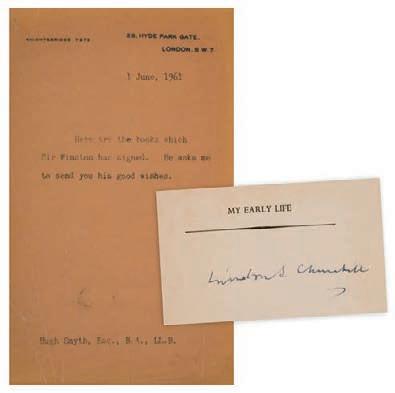 KNIGHTSBRIDGE 7972
28, HYDE PARK GATE,
LONDON, S.W.7.
1 June, 1961
Here are the books which
Sir Winston has signed. He asks me
to send you his good wishes.
Hugh Smyth, Esq., B.A., LL.B.
MY EARLY LIFE
Winston S. Churchill